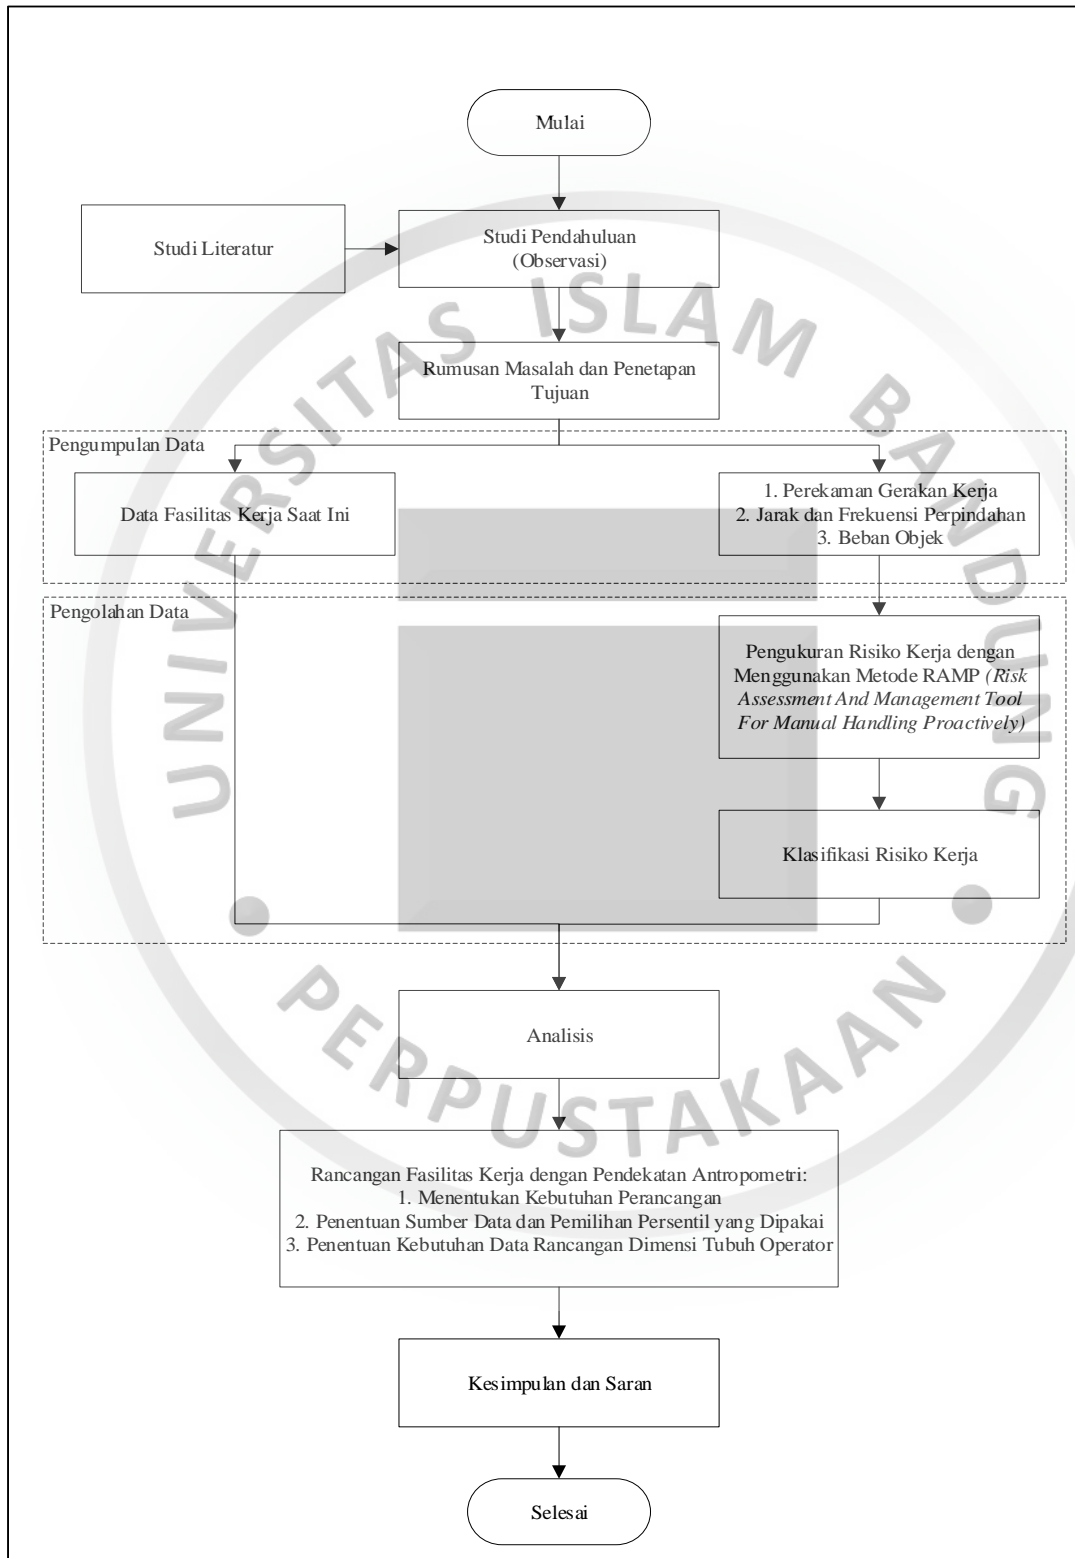 Mulai
Studi Literatur
Studi Pendahuluan
(Observasi)
Rumusan Masalah dan Penetapan
Tujuan
Pengumpulan Data
Data Fasilitas Kerja Saat Ini
1. Perekaman Gerakan Kerja
2. Jarak dan Frekuensi Perpindahan
3. Beban Objek
Pengolahan Data
Pengukuran Risiko Kerja dengan
Menggunakan Metode RAMP (Risk
Assessment And Management Tool
For Manual Handling Proactively)
Klasifikasi Risiko Kerja
Analisis
Rancangan Fasilitas Kerja dengan Pendekatan Antropometri:
1. Menentukan Kebutuhan Perancangan
2. Penentuan Sumber Data dan Pemilihan Persentil yang Dipakai
3. Penentuan Kebutuhan Data Rancangan Dimensi Tubuh Operator
Kesimpulan dan Saran
Selesai
UNIVERSITAS ISLAM BANDUNG
PERPUSTAKAAN